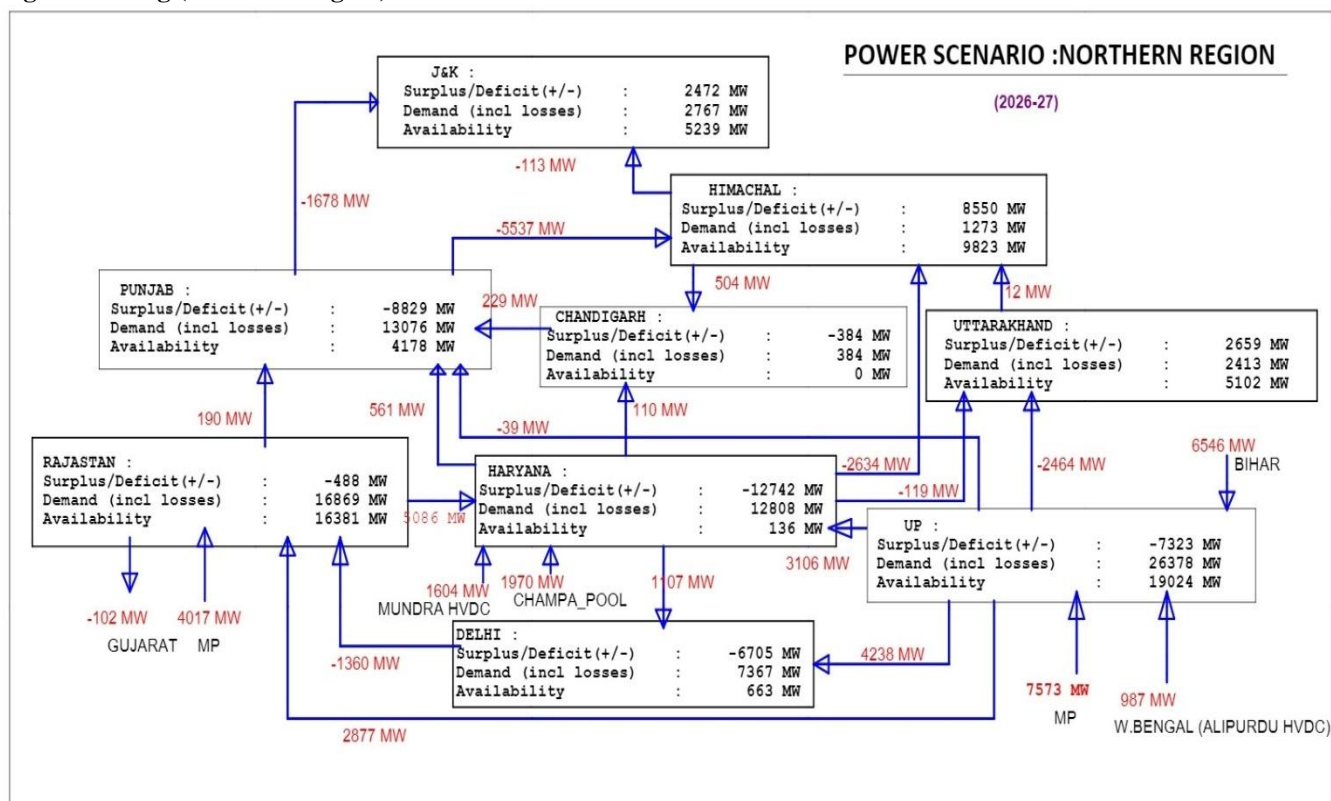 POWER SCENARIO :NORTHERN REGION
(2026-27)
J&K :
Surplus/Deficit(+/-) : 2472 MW
Demand (incl losses) : 2767 MW
Availability : 5239 MW
-113 MW
-1678 MW
HIMACHAL :
Surplus/Deficit(+/-) : 8550 MW
Demand (incl losses) : 1273 MW
Availability : 9823 MW
-5537 MW
504 MW
12 MW
PUNJAB :
Surplus/Deficit(+/-) : -8829 MW
Demand (incl losses) : 13076 MW
Availability : 4178 MW
229 MW
CHANDIGARH :
Surplus/Deficit(+/-) : -384 MW
Demand (incl losses) : 384 MW
Availability : 0 MW
UTTARAKHAND :
Surplus/Deficit(+/-) : 2659 MW
Demand (incl losses) : 2413 MW
Availability : 5102 MW
190 MW
561 MW
110 MW
-39 MW
-2634 MW
-119 MW
-2464 MW
6546 MW
BIHAR
RAJASTAN :
Surplus/Deficit(+/-) : -488 MW
Demand (incl losses) : 16869 MW
Availability : 16381 MW
5086 MW
HARYANA :
Surplus/Deficit(+/-) : -12742 MW
Demand (incl losses) : 12808 MW
Availability : 136 MW
3106 MW
UP :
Surplus/Deficit(+/-) : -7323 MW
Demand (incl losses) : 26378 MW
Availability : 19024 MW
-102 MW
GUJARAT
4017 MW
MP
1604 MW
MUNDRA HVDC
1970 MW
CHAMPA_POOL
1107 MW
-1360 MW
DELHI :
Surplus/Deficit(+/-) : -6705 MW
Demand (incl losses) : 7367 MW
Availability : 663 MW
4238 MW
7573 MW
MP
987 MW
W.BENGAL (ALIPURDU HVDC)
2877 MW